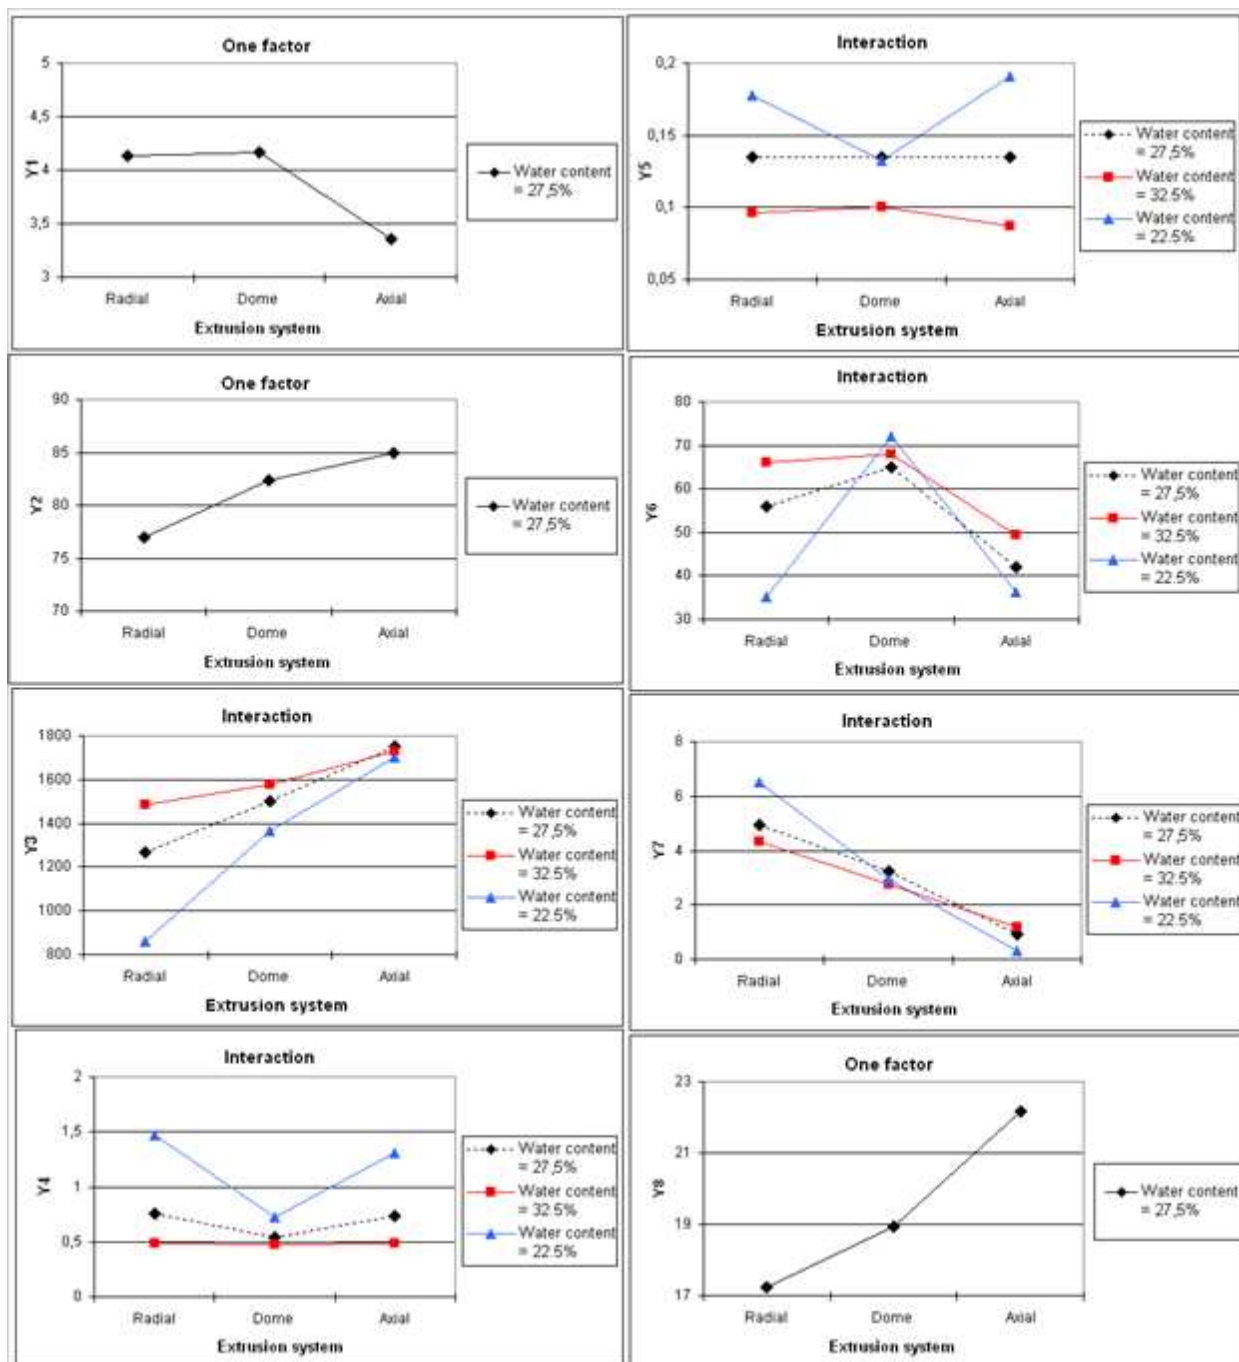 One factor
5
4,5
4
3,5
3
Y1
Radial
Dome
Axial
Extrusion system
Water content
= 27,5%
Interaction
0,2
0,15
0,1
0,05
Y5
Radial
Dome
Axial
Extrusion system
Water content
= 27,5%
Water content
= 32.5%
Water content
= 22.5%
One factor
90
85
80
75
70
Y2
Radial
Dome
Axial
Extrusion system
Water content
= 27,5%
Interaction
80
70
60
50
40
30
Y6
Radial
Dome
Axial
Extrusion system
Water content
= 27,5%
Water content
= 32.5%
Water content
= 22.5%
Interaction
1800
1600
1400
1200
1000
800
Y3
Radial
Dome
Axial
Extrusion system
Water content
= 27,5%
Water content
= 32.5%
Water content
= 22.5%
Interaction
8
6
4
2
0
Y7
Radial
Dome
Axial
Extrusion system
Water content
= 27,5%
Water content
= 32.5%
Water content
= 22.5%
Interaction
2
1,5
1
0,5
0
Y4
Radial
Dome
Axial
Extrusion system
Water content
= 27,5%
Water content
= 32.5%
Water content
= 22.5%
One factor
23
21
19
17
Y8
Radial
Dome
Axial
Extrusion system
Water content
= 27,5%